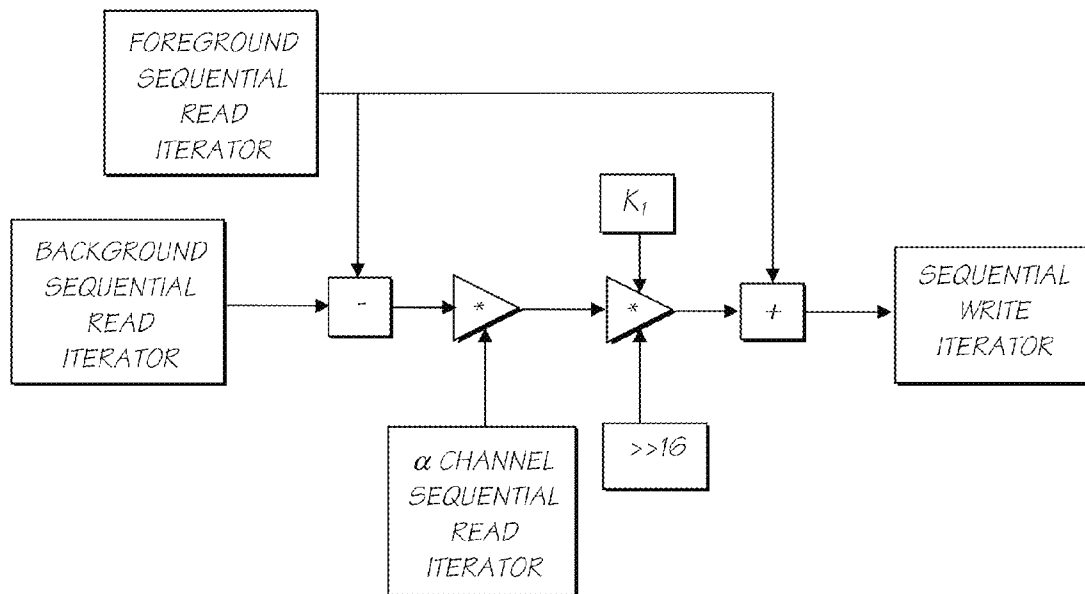 FOREGROUND
SEQUENTIAL
READ
ITERATOR
K₁
BACKGROUND
SEQUENTIAL
READ
ITERATOR
-
*
*
+
SEQUENTIAL
WRITE
ITERATOR
α CHANNEL
SEQUENTIAL
READ
ITERATOR
>>16